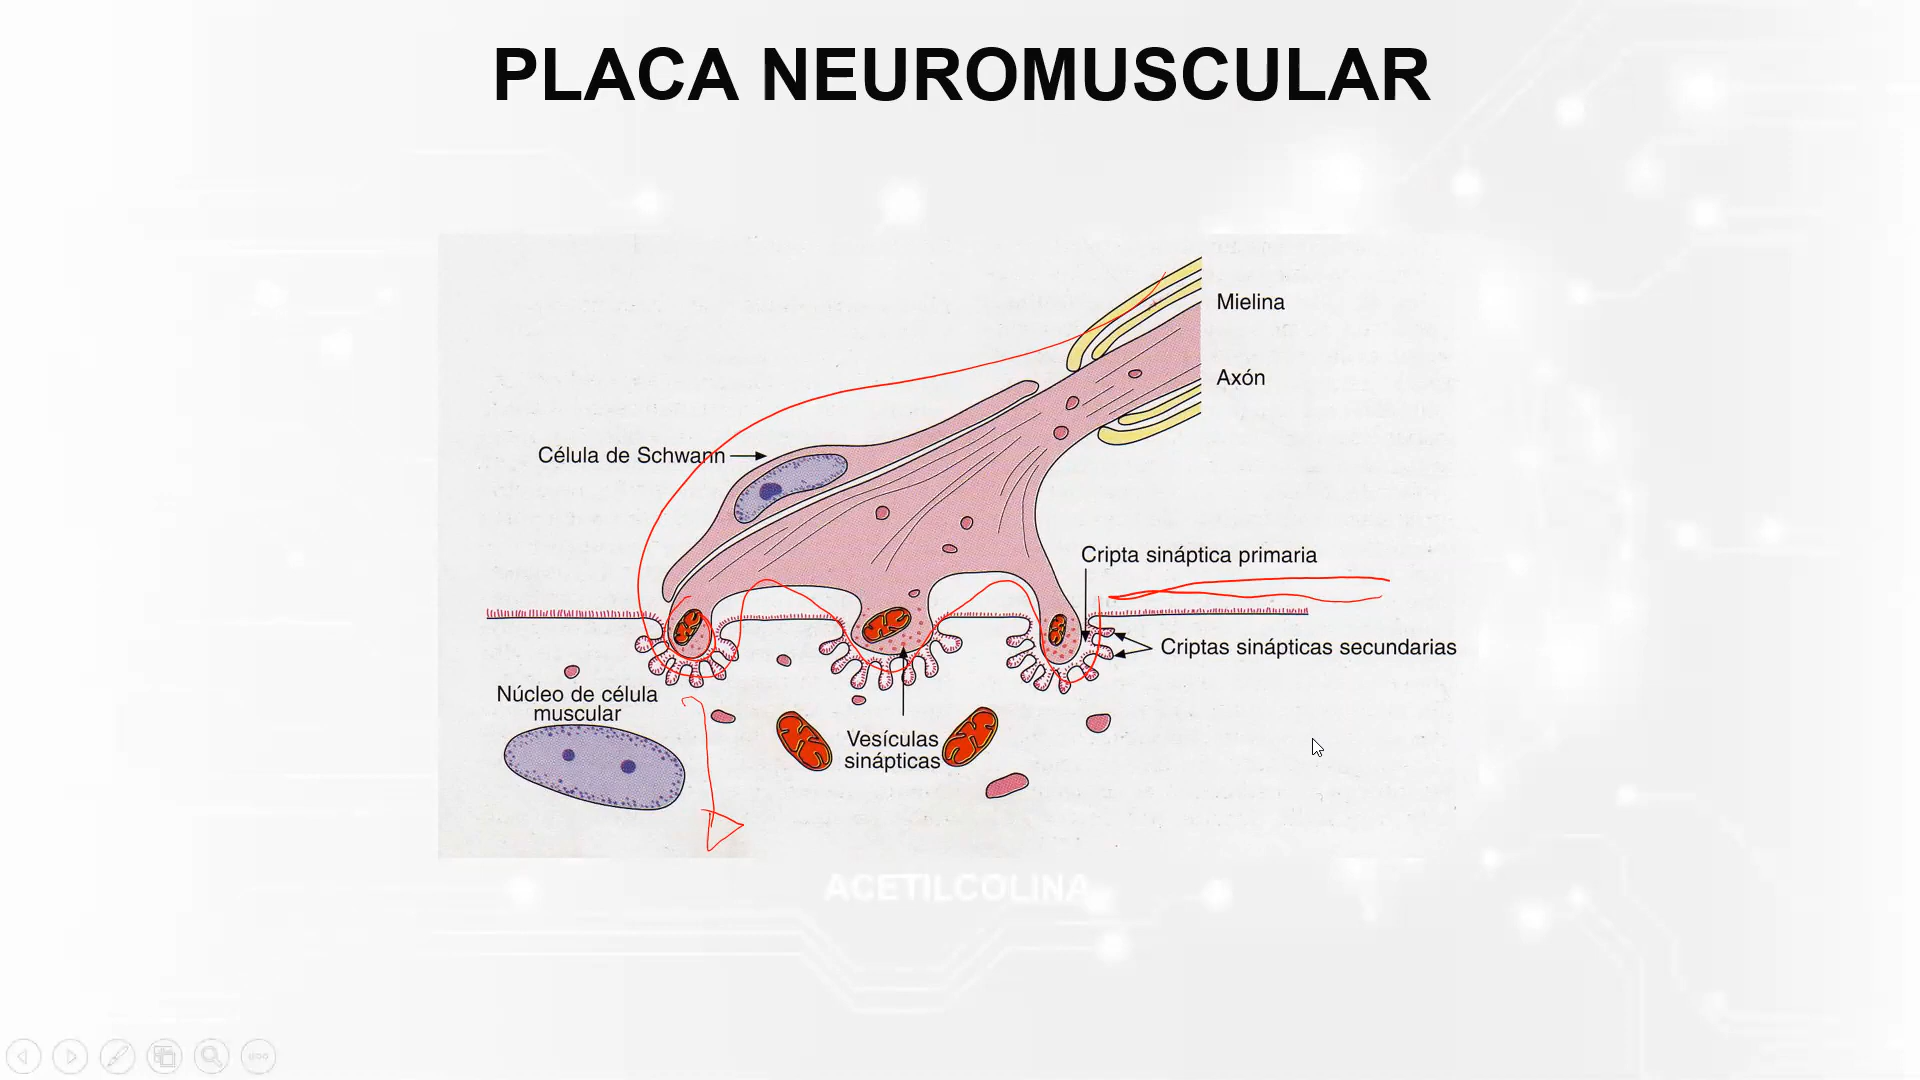 PLACA NEUROMUSCULAR
Mielina
Axón
Célula de Schwann
Cripta sináptica primaria
Criptas sinápticas secundarias
Núcleo de célula
muscular
Vesículas
sinápticas
ACETILCOLINA